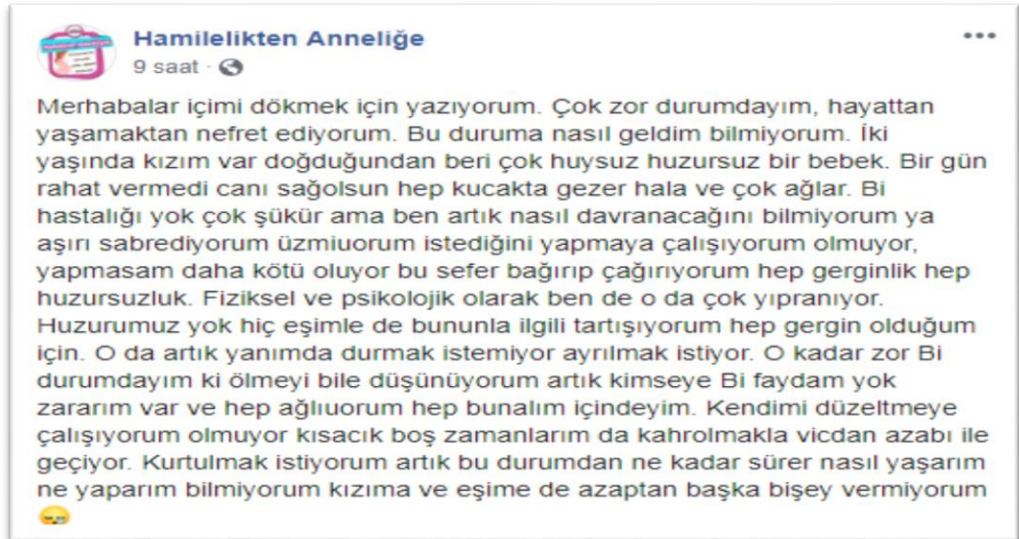 Hamilelikten Anneliğe
9 saat ·
Merhabalar içimi dökmek için yazıyorum. Çok zor durumdayım, hayattan
yaşamaktan nefret ediyorum. Bu duruma nasıl geldim bilmiyorum. İki
yaşında kızım var doğduğundan beri çok huysuz huzursuz bir bebek. Bir gün
rahat vermedi canı sağolsun hep kucakta gezer hala ve çok ağlar. Bi
hastalığı yok çok şükür ama ben artık nasıl davranacağını bilmiyorum ya
aşırı sabrediyorum üzmiuorum istediğini yapmaya çalışıyorum olmuyor,
yapmasam daha kötü oluyor bu sefer bağırıp çağırıyorum hep gerginlik hep
huzursuzluk. Fiziksel ve psikolojik olarak ben de o da çok yıpranıyor.
Huzurumuz yok hiç eşimle de bununla ilgili tartışıyorum hep gergin olduğum
için. O da artık yanımda durmak istemiyor ayrılmak istiyor. O kadar zor Bi
durumdayım ki ölmeyi bile düşünüyorum artık kimseye Bi faydam yok
zararım var ve hep ağlıuorum hep bunalım içindeyim. Kendimi düzeltmeye
çalışıyorum olmuyor kısacık boş zamanlarım da kahrolmakla vicdan azabı ile
geçiyor. Kurtulmak istiyorum artık bu durumdan ne kadar sürer nasıl yaşarım
ne yaparım bilmiyorum kızıma ve eşime de azaptan başka bişey vermiyorum